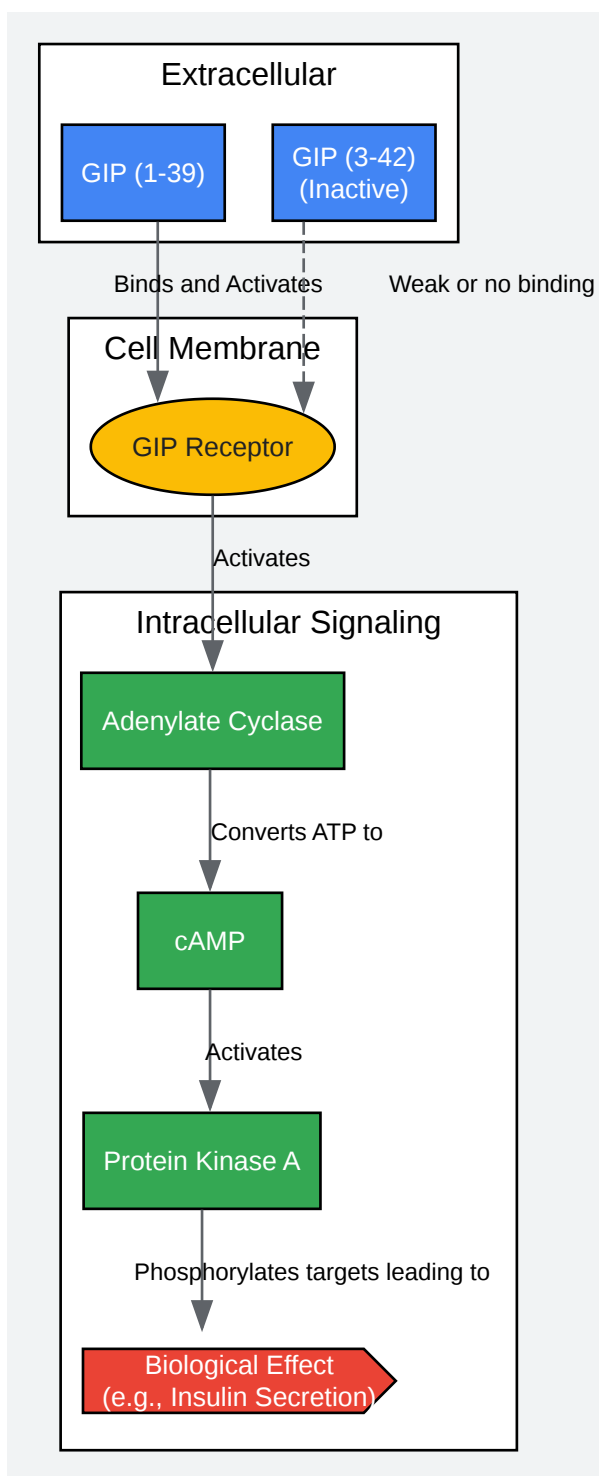 Extracellular
GIP (1-39)
GIP (3-42)
(Inactive)
Binds and Activates
Weak or no binding
Cell Membrane
GIP Receptor
Activates
Intracellular Signaling
Adenylate Cyclase
Converts ATP to
cAMP
Activates
Protein Kinase A
Phosphorylates targets leading to
Biological Effect
(e.g., Insulin Secretion)